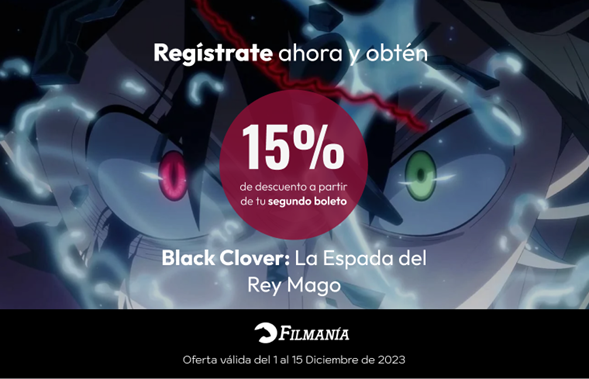 Regístrate ahora y obtén
15%
de descuento a partir
de tu segundo boleto
Black Clover: La Espada del
Rey Mago
FILMANÍA
Oferta válida del 1 al 15 Diciembre de 2023